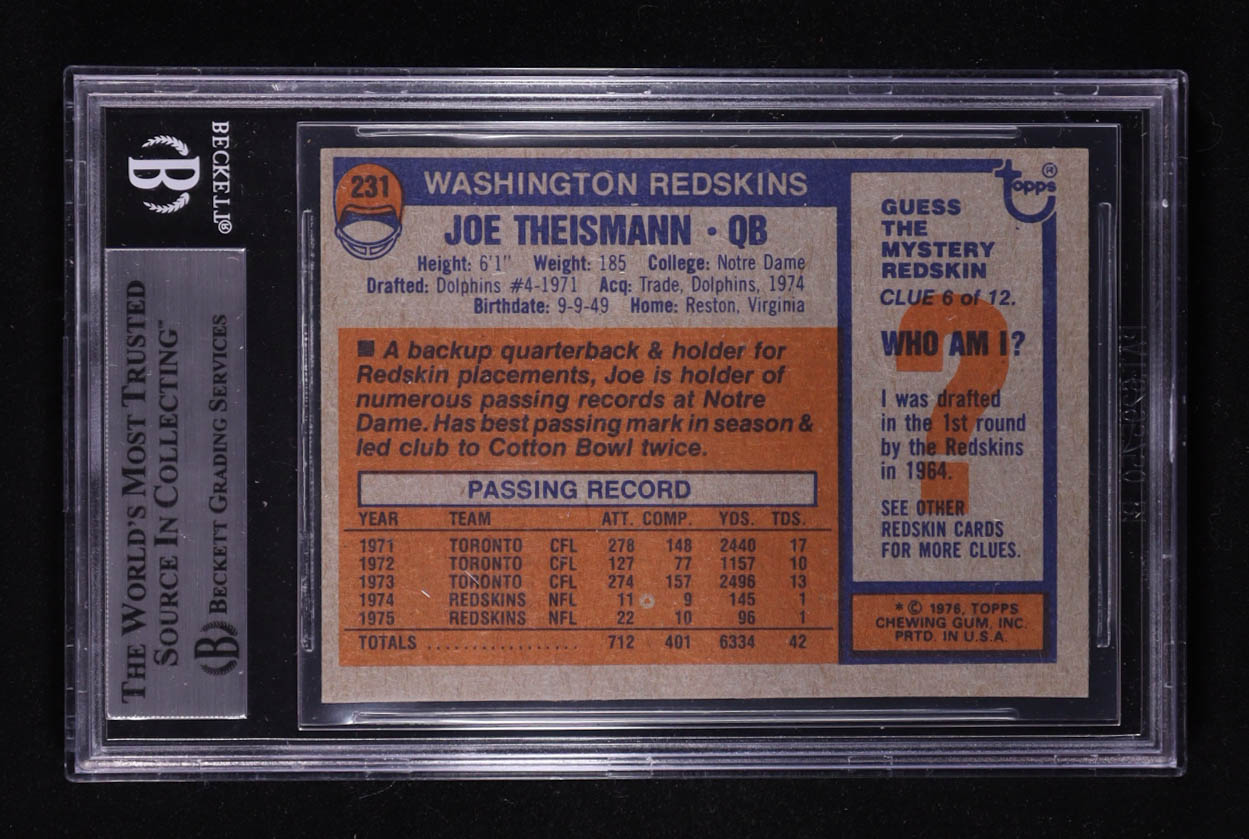 BECKETT®
THE WORLD'S MOST TRUSTED
SOURCE IN COLLECTING™
BECKETT GRADING SERVICES
231
WASHINGTON REDSKINS
JOE THEISMANN • QB
Height: 6'1" Weight: 185 College: Notre Dame
Drafted: Dolphins #4-1971 Acq: Trade, Dolphins, 1974
Birthdate: 9-9-49 Home: Reston, Virginia
■ A backup quarterback & holder for
Redskin placements, Joe is holder of
numerous passing records at Notre
Dame. Has best passing mark in season &
led club to Cotton Bowl twice.
PASSING RECORD
YEAR TEAM ATT. COMP. YDS. TDS.
1971 TORONTO CFL 278 148 2440 17
1972 TORONTO CFL 127 77 1157 10
1973 TORONTO CFL 274 157 2496 13
1974 REDSKINS NFL 11 9 145 1
1975 REDSKINS NFL 22 10 96 1
TOTALS .................. 712 401 6334 42
topps®
GUESS
THE
MYSTERY
REDSKIN
CLUE 6 of 12.
WHO AM I?
I was drafted
in the 1st round
by the Redskins
in 1964.
SEE OTHER
REDSKIN CARDS
FOR MORE CLUES.
* © 1976, TOPPS
CHEWING GUM, INC.
PRTD. IN U.S.A.